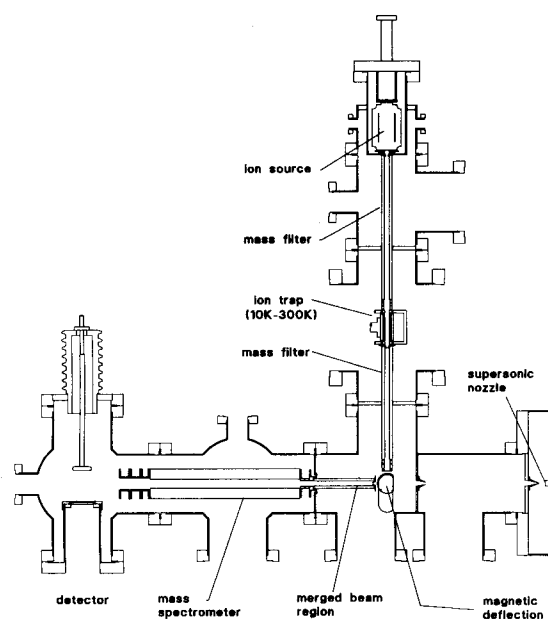 ion source
mass filter
ion trap
(10K-300K)
mass filter
supersonic
nozzle
detector
mass
spectrometer
merged beam
region
magnetic
deflection